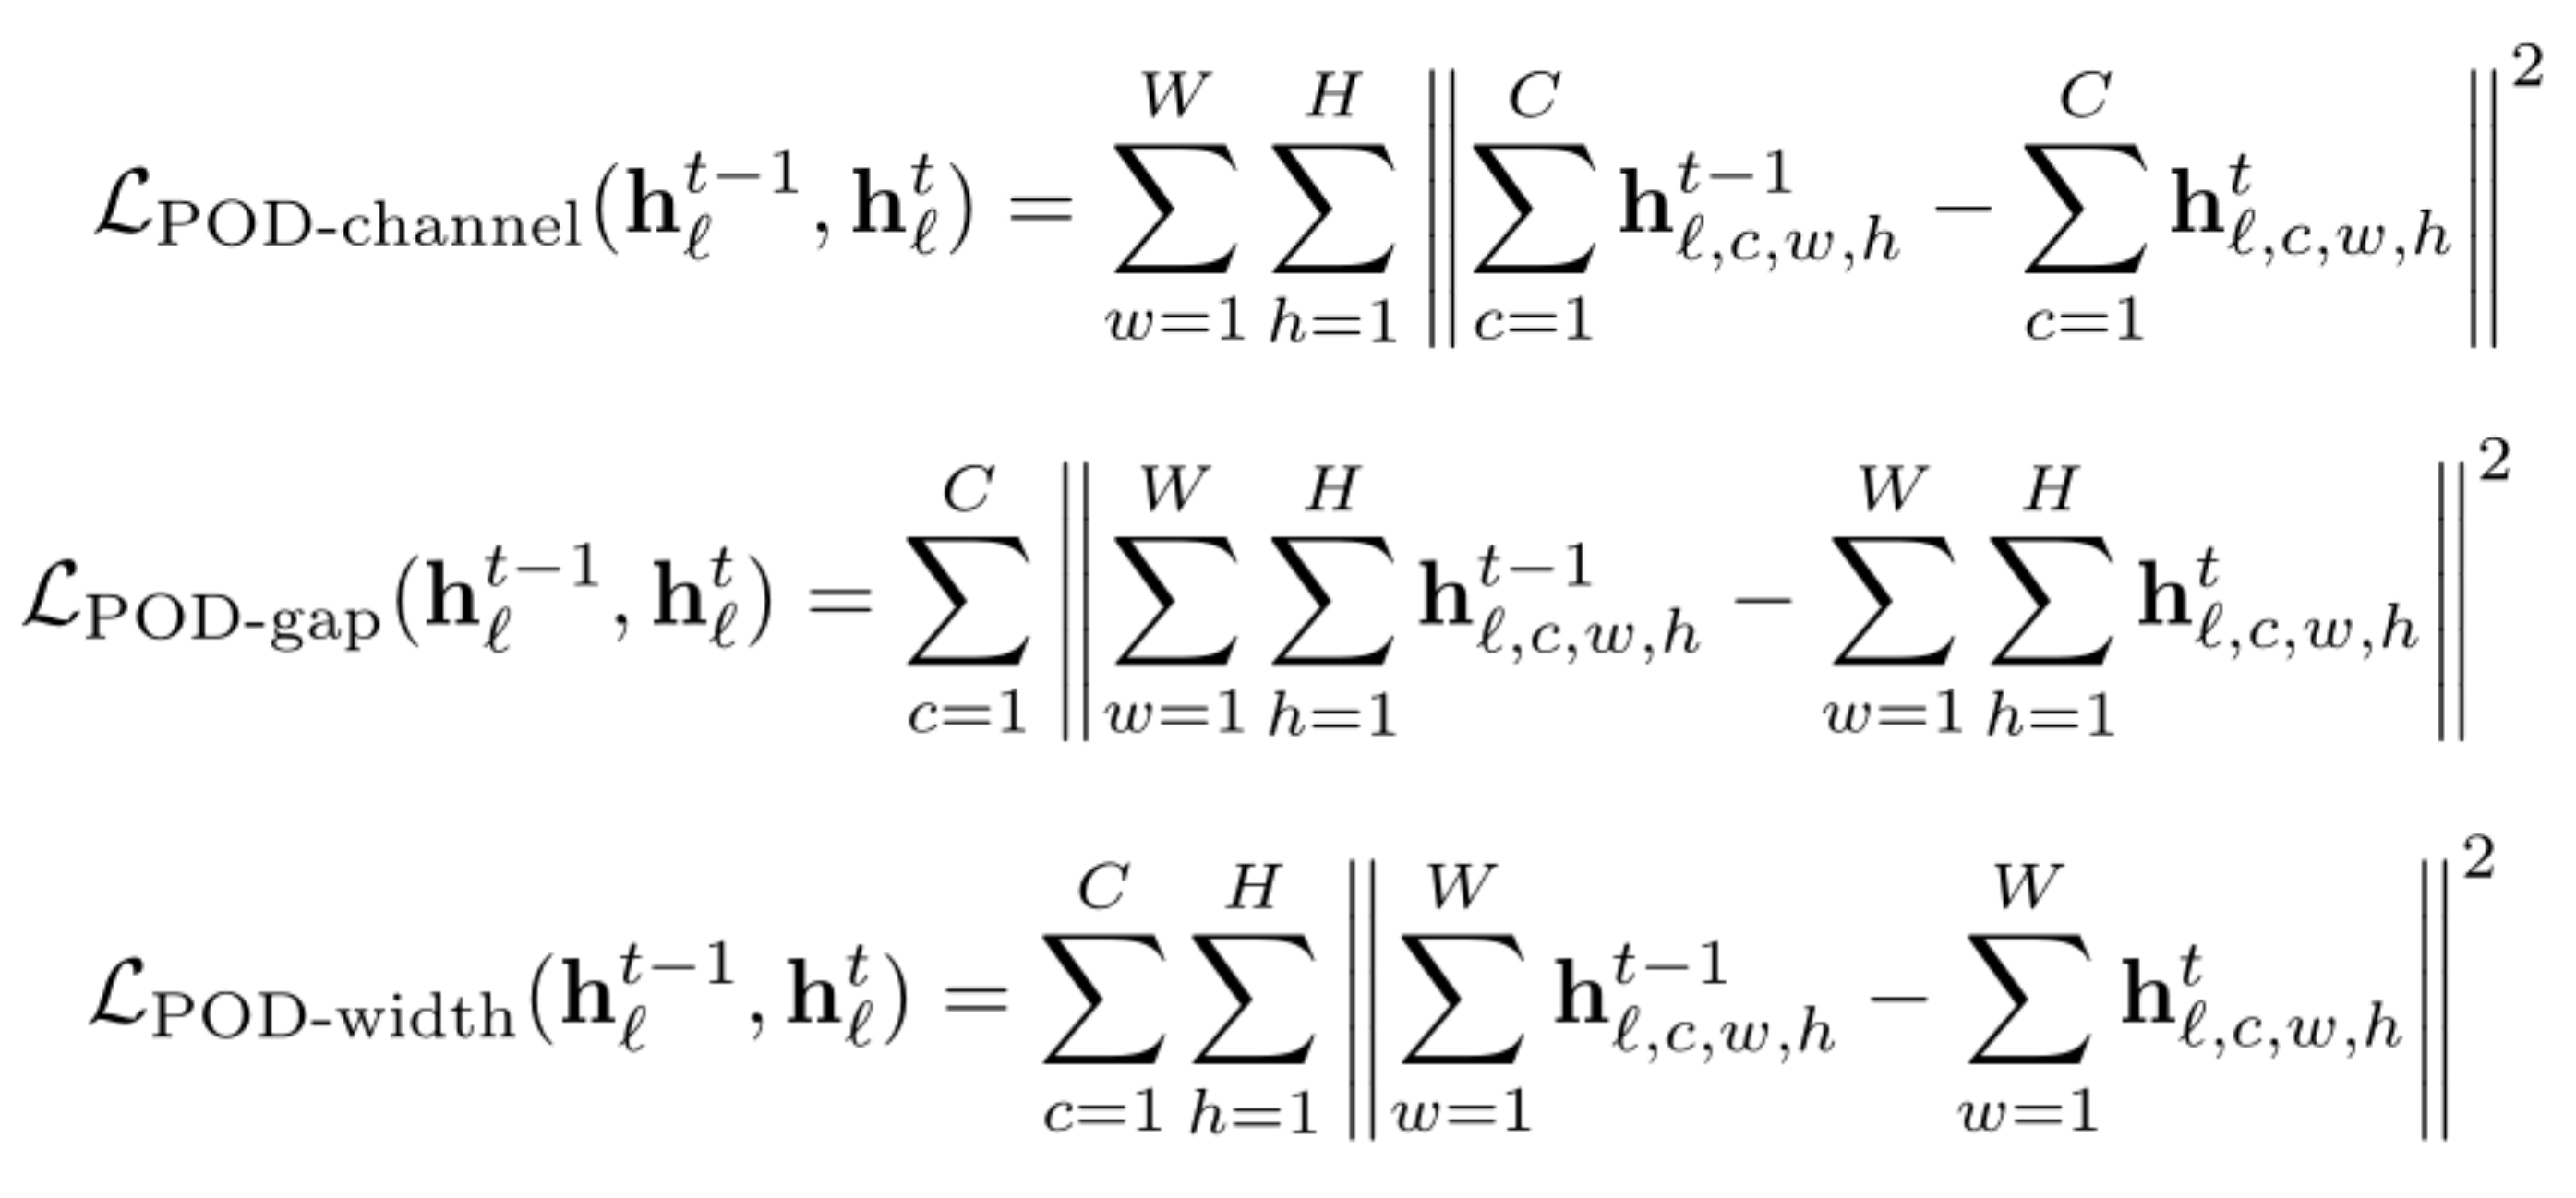 \mathcal{L}_{\text{POD-channel}}(\mathbf{h}_{\ell}^{t-1}, \mathbf{h}_{\ell}^{t}) = \sum_{w=1}^{W} \sum_{h=1}^{H} \left\| \sum_{c=1}^{C} \mathbf{h}_{\ell,c,w,h}^{t-1} - \sum_{c=1}^{C} \mathbf{h}_{\ell,c,w,h}^{t} \right\|^{2}
\mathcal{L}_{\text{POD-gap}}(\mathbf{h}_{\ell}^{t-1}, \mathbf{h}_{\ell}^{t}) = \sum_{c=1}^{C} \left\| \sum_{w=1}^{W} \sum_{h=1}^{H} \mathbf{h}_{\ell,c,w,h}^{t-1} - \sum_{w=1}^{W} \sum_{h=1}^{H} \mathbf{h}_{\ell,c,w,h}^{t} \right\|^{2}
\mathcal{L}_{\text{POD-width}}(\mathbf{h}_{\ell}^{t-1}, \mathbf{h}_{\ell}^{t}) = \sum_{c=1}^{C} \sum_{h=1}^{H} \left\| \sum_{w=1}^{W} \mathbf{h}_{\ell,c,w,h}^{t-1} - \sum_{w=1}^{W} \mathbf{h}_{\ell,c,w,h}^{t} \right\|^{2}